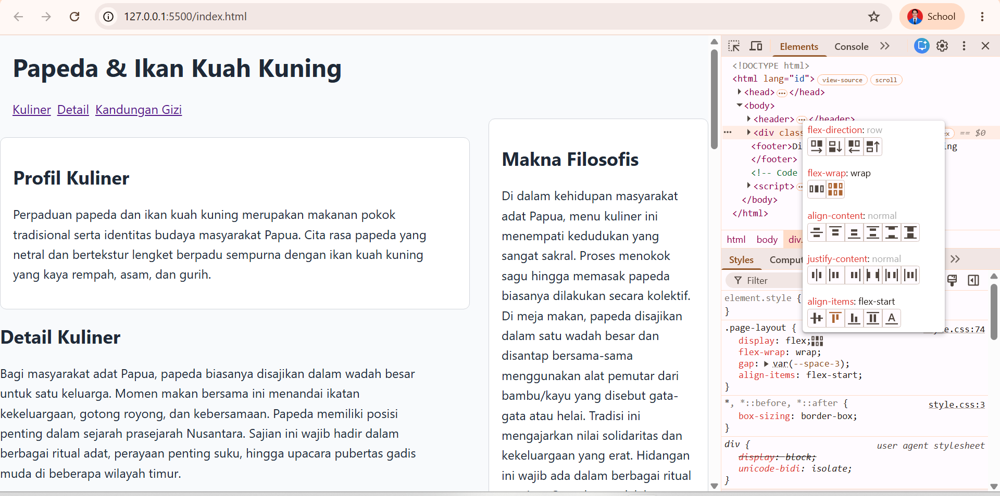 127.0.0.1:5500/index.html
School
Papeda & Ikan Kuah Kuning
Kuliner Detail Kandungan Gizi
Profil Kuliner
Perpaduan papeda dan ikan kuah kuning merupakan makanan pokok
tradisional serta identitas budaya masyarakat Papua. Cita rasa papeda yang
netral dan bertekstur lengket berpadu sempurna dengan ikan kuah kuning
yang kaya rempah, asam, dan gurih.
Detail Kuliner
Bagi masyarakat adat Papua, papeda biasanya disajikan dalam wadah besar
untuk satu keluarga. Momen makan bersama ini menandai ikatan
kekeluargaan, gotong royong, dan kebersamaan. Papeda memiliki posisi
penting dalam sejarah prasejarah Nusantara. Sajian ini wajib hadir dalam
berbagai ritual adat, perayaan penting suku, hingga upacara pubertas gadis
muda di beberapa wilayah timur.
Makna Filosofis
Di dalam kehidupan masyarakat
adat Papua, menu kuliner ini
menempati kedudukan yang
sangat sakral. Proses menokok
sagu hingga memasak papeda
biasanya dilakukan secara kolektif.
Di meja makan, papeda disajikan
dalam satu wadah besar dan
disantap bersama-sama
menggunakan alat pemutar dari
bambu/kayu yang disebut gata-
gata atau helai. Tradisi ini
mengajarkan nilai solidaritas dan
kekeluargaan yang erat. Hidangan
ini wajib ada dalam berbagai ritual
Elements Console
<!DOCTYPE html>
<html lang="id"> view-source scroll
<head> </head>
<body>
<header> </header>
<div class == $0
<footer>Di ing
</footer>
<!-- Code
<script>
</body>
</html>
html body div.
Styles Comput
Filter
element.style {
}
.page-layout { style.css:74
display: flex;
flex-wrap: wrap;
gap: var(--space-3);
align-items: flex-start;
}
*, *::before, *::after { style.css:3
box-sizing: border-box;
}
div { user agent stylesheet
display: block;
unicode-bidi: isolate;
}
flex-direction: row
flex-wrap: wrap
align-content: normal
justify-content: normal
align-items: flex-start
A